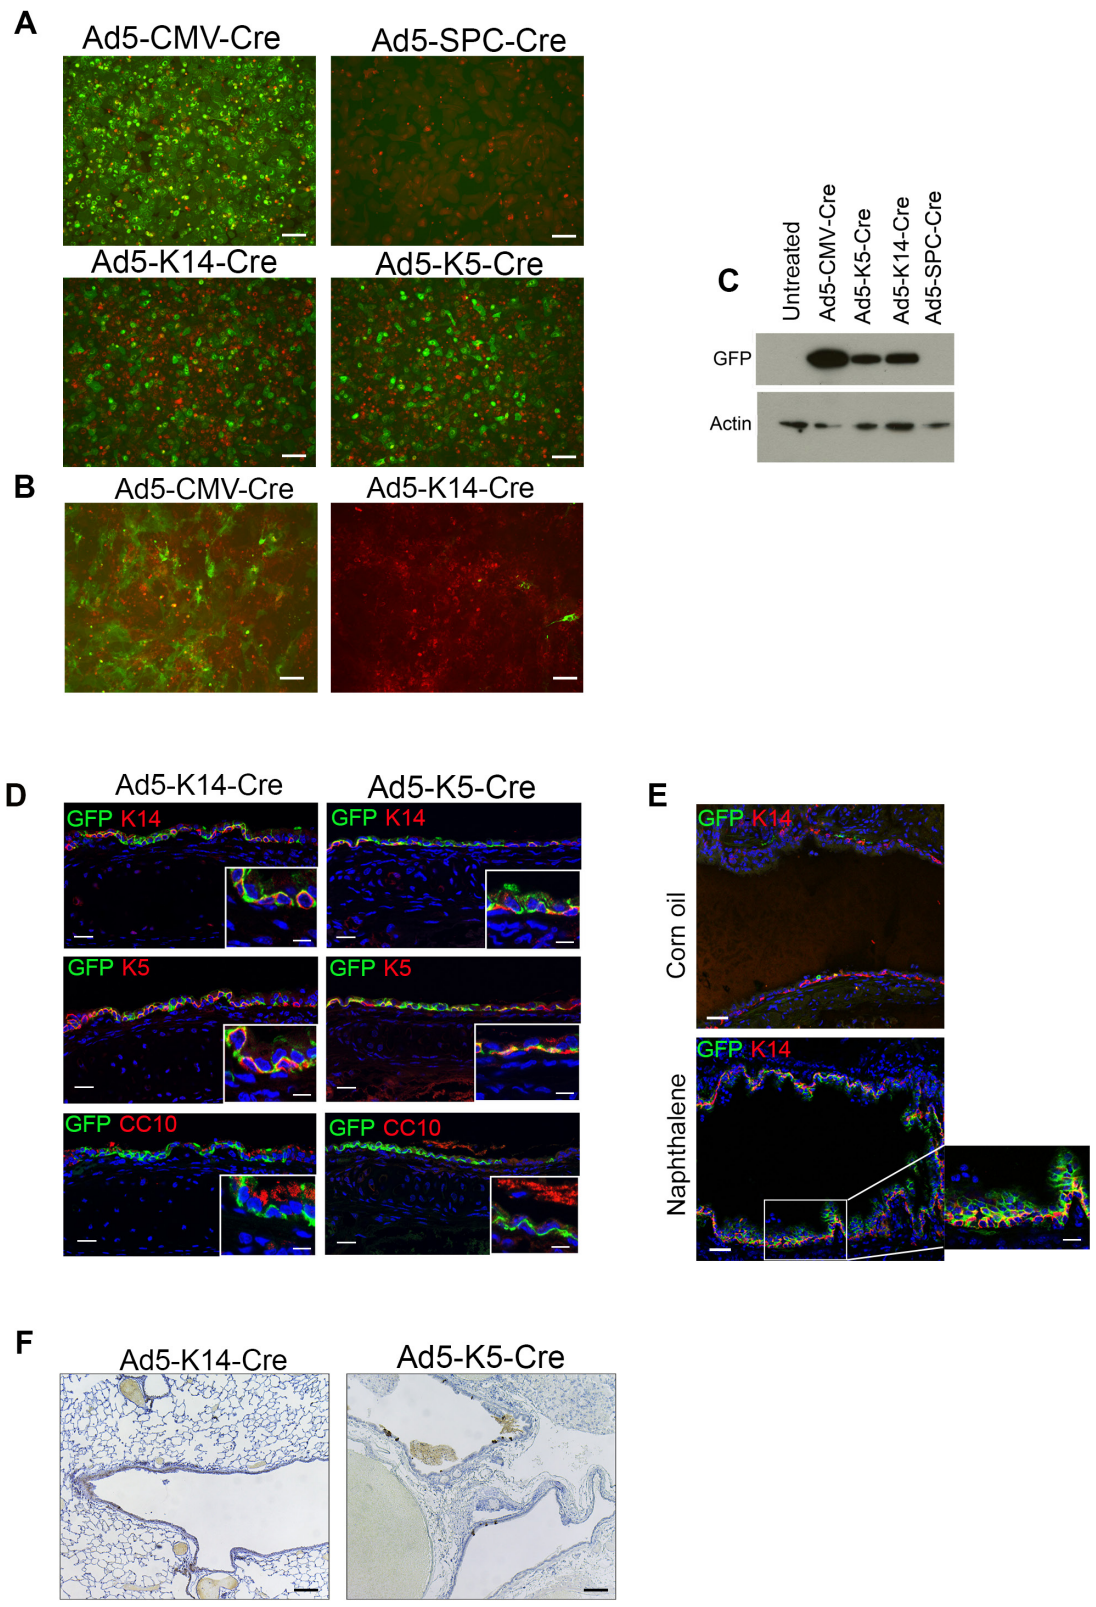 A
Ad5-CMV-Cre
Ad5-SPC-Cre
Ad5-K14-Cre
Ad5-K5-Cre
B
Ad5-CMV-Cre
Ad5-K14-Cre
C
Untreated
Ad5-CMV-Cre
Ad5-K5-Cre
Ad5-K14-Cre
Ad5-SPC-Cre
GFP
Actin
D
Ad5-K14-Cre
Ad5-K5-Cre
GFP K14
GFP K14
GFP K5
GFP K5
GFP CC10
GFP CC10
E
Corn oil
GFP K14
Naphthalene
GFP K14
F
Ad5-K14-Cre
Ad5-K5-Cre